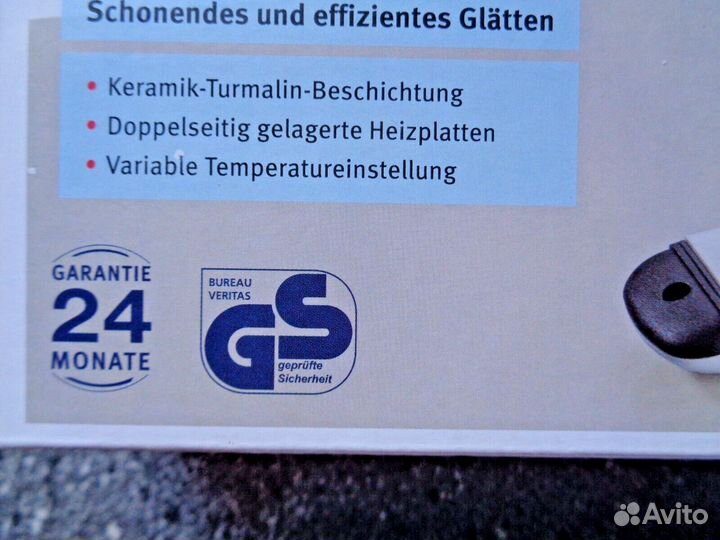 Schonendes und effizientes Glätten
• Keramik-Turmalin-Beschichtung
• Doppelseitig gelagerte Heizplatten
• Variable Temperatureinstellung
GARANTIE
24
MONATE
BUREAU
VERITAS
GS
geprüfte
Sicherheit
Avito